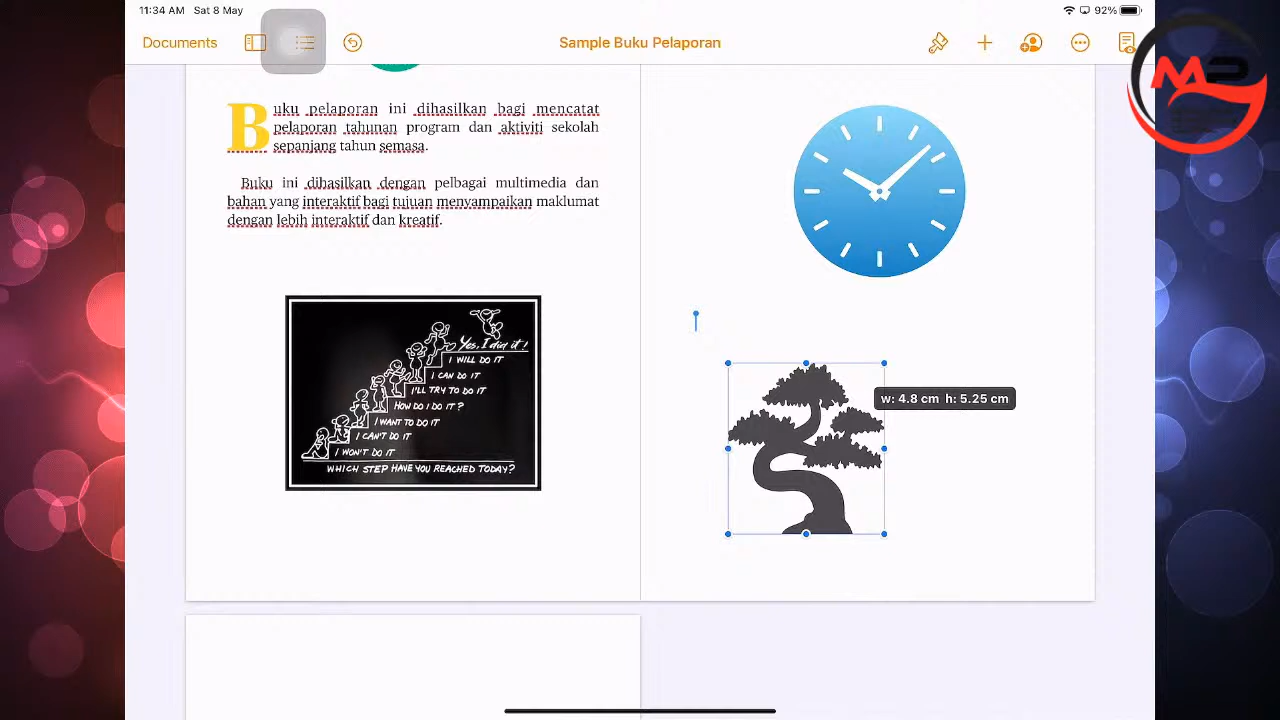 11:34 AM Sat 8 May
92%
Documents
Sample Buku Pelaporan
MP
Buku pelaporan ini dihasilkan bagi mencatat
pelaporan tahunan program dan aktiviti sekolah
sepanjang tahun semasa.
Buku ini dihasilkan dengan pelbagai multimedia dan
bahan yang interaktif bagi tujuan menyampaikan maklumat
dengan lebih interaktif dan kreatif.
Yes, I did it!
I WILL DO IT
I CAN DO IT
I'LL TRY TO DO IT
HOW DO I DO IT?
I WANT TO DO IT
I CAN'T DO IT
I WON'T DO IT
WHICH STEP HAVE YOU REACHED TODAY?
w: 4.8 cm h: 5.25 cm